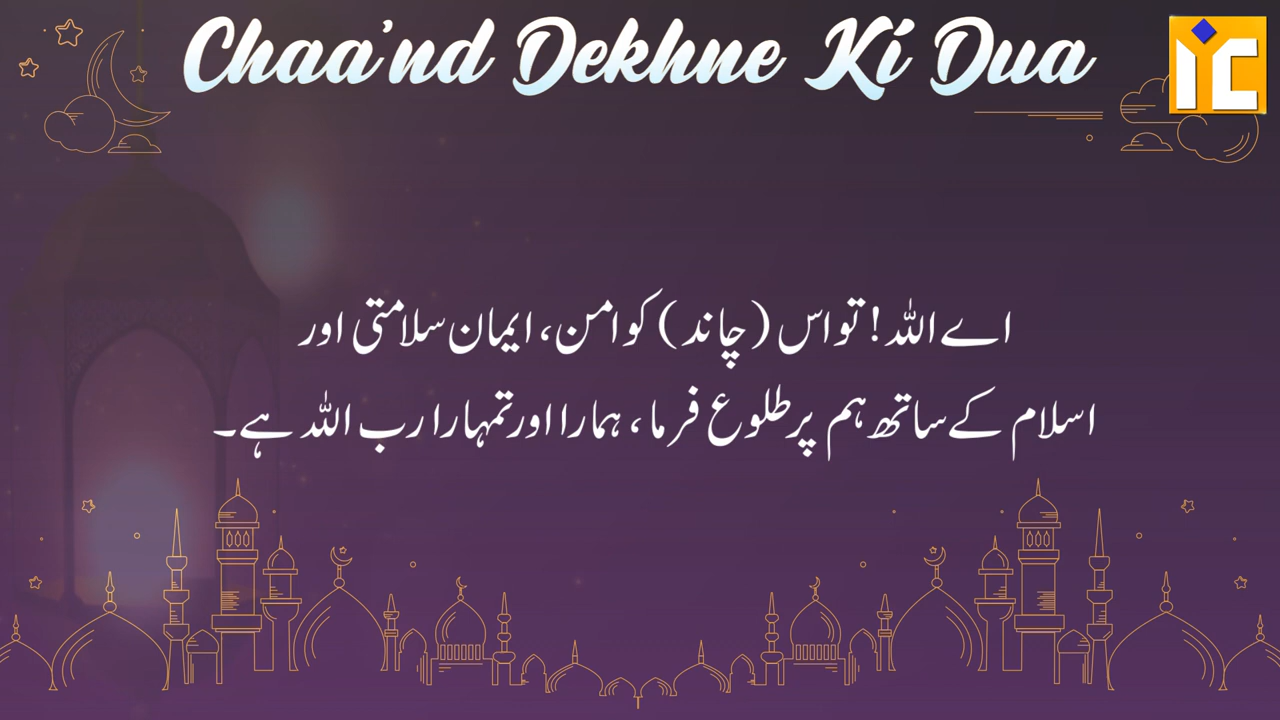 Chaa'nd Dekhne Ki Dua
YC
اے اللہ! تو اس (چاند) کو امن، ایمان سلامتی اور
اسلام کے ساتھ ہم پر طلوع فرما، ہمارا اور تمہارا رب اللہ ہے۔